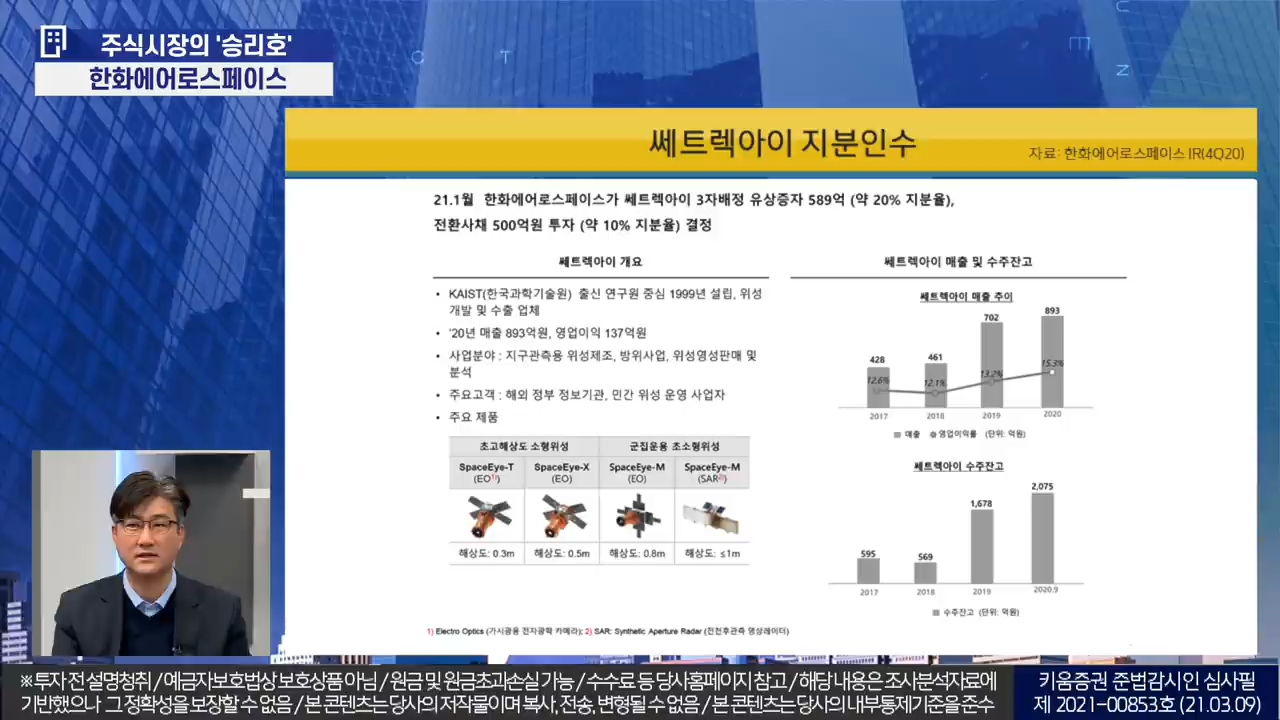 주식시장의 '승리호'
한화에어로스페이스
쎄트렉아이 지분인수
자료: 한화에어로스페이스 IR(4Q20)
21.1월 한화에어로스페이스가 쎄트렉아이 3자배정 유상증자 589억 (약 20% 지분율),
전환사채 500억원 투자 (약 10% 지분율) 결정
쎄트렉아이 개요
• KAIST(한국과학기술원) 출신 연구원 중심 1999년 설립, 위성
개발 및 수출 업체
• '20년 매출 893억원, 영업이익 137억원
• 사업분야 : 지구관측용 위성제조, 방위사업, 위성영상판매 및
분석
• 주요고객 : 해외 정부 정보기관, 민간 위성 운영 사업자
• 주요 제품
초고해상도 소형위성 군집운용 초소형위성
SpaceEye-T SpaceEye-X SpaceEye-M SpaceEye-M
(EO1)) (EO) (EO) (SAR2))
해상도: 0.3m 해상도: 0.5m 해상도: 0.8m 해상도: ≤1m
쎄트렉아이 매출 및 수주잔고
쎄트렉아이 매출 추이
428 461 702 893
12.6% 12.1% 13.2% 15.3%
2017 2018 2019 2020
매출 영업이익률 (단위: 억원)
쎄트렉아이 수주잔고
595 569 1,678 2,075
2017 2018 2019 2020.9
수주잔고 (단위: 억원)
1) Electro Optics (가시광용 전자광학 카메라); 2) SAR: Synthetic Aperture Radar (전천후관측 영상레이더)
※ 투자 전 설명청취 / 예금자보호법상 보호상품 아님 / 원금 및 원금초과손실 가능 / 수수료 등 당사홈페이지 참고 / 해당 내용은 조사분석자료에
기반했으나 그 정확성을 보장할 수 없음 / 본 콘텐츠는 당사의 저작물이며 복사, 전송, 변형될 수 없음 / 본 콘텐츠는 당사의 내부통제기준을 준수
키움증권 준법감시인 심사필
제 2021-00853호 (21.03.09)